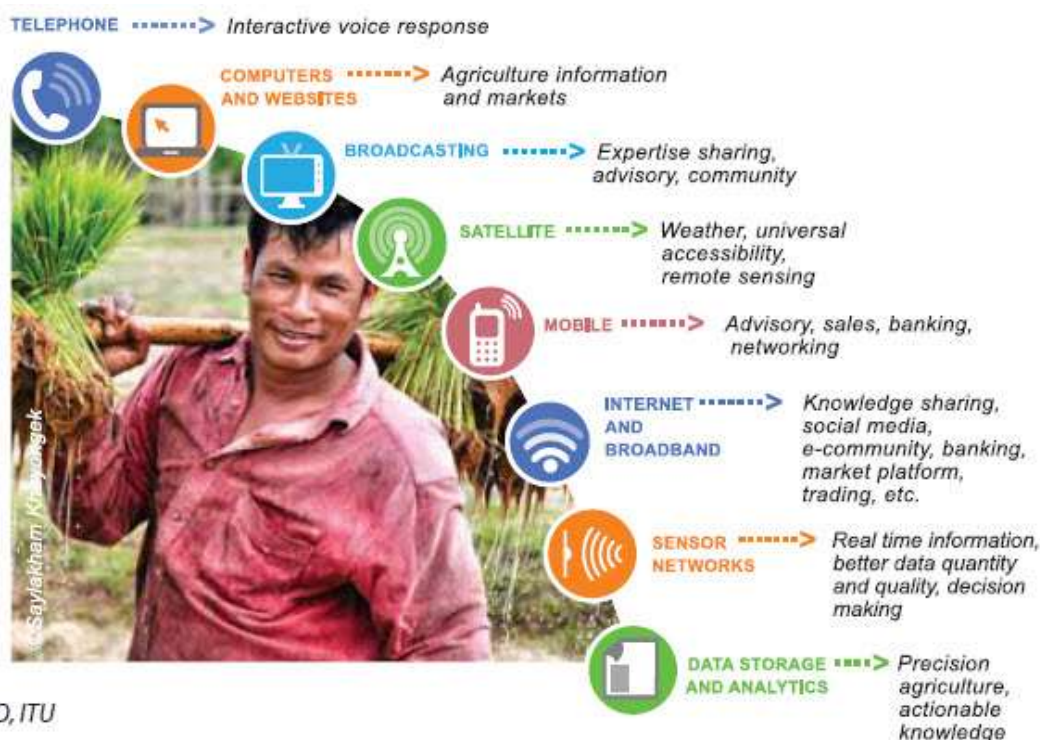 TELEPHONE Interactive voice response
COMPUTERS AND WEBSITES
Agriculture information
and markets
BROADCASTING
Expertise sharing,
advisory, community
SATELLITE
Weather, universal
accessibility,
remote sensing
MOBILE
Advisory, sales, banking,
networking
INTERNET
AND
BROADBAND
Knowledge sharing,
social media,
e-community, banking,
market platform,
trading, etc.
SENSOR
NETWORKS
Real time information,
better data quantity
and quality, decision
making
DATA STORAGE
AND ANALYTICS
Precision
agriculture,
actionable
knowledge
, ITU